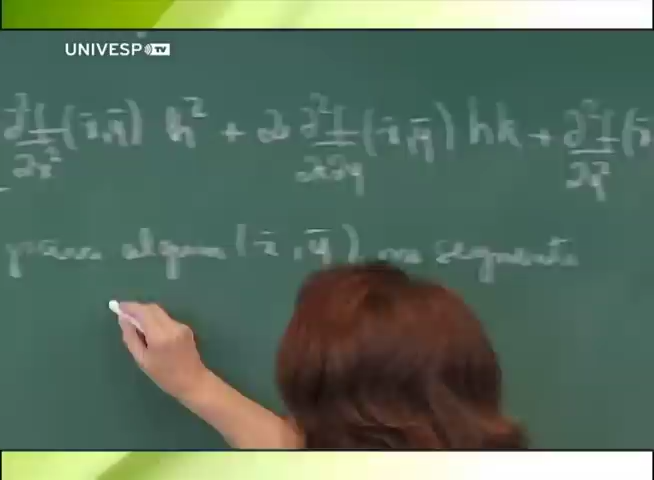 UNIVESP TV
∂²f/∂x² (x̄,ȳ) h² + 2 ∂²f/∂x∂y (x̄,ȳ) hk + ∂²f/∂y² (x̄
para algum (x̄,ȳ) no segmento